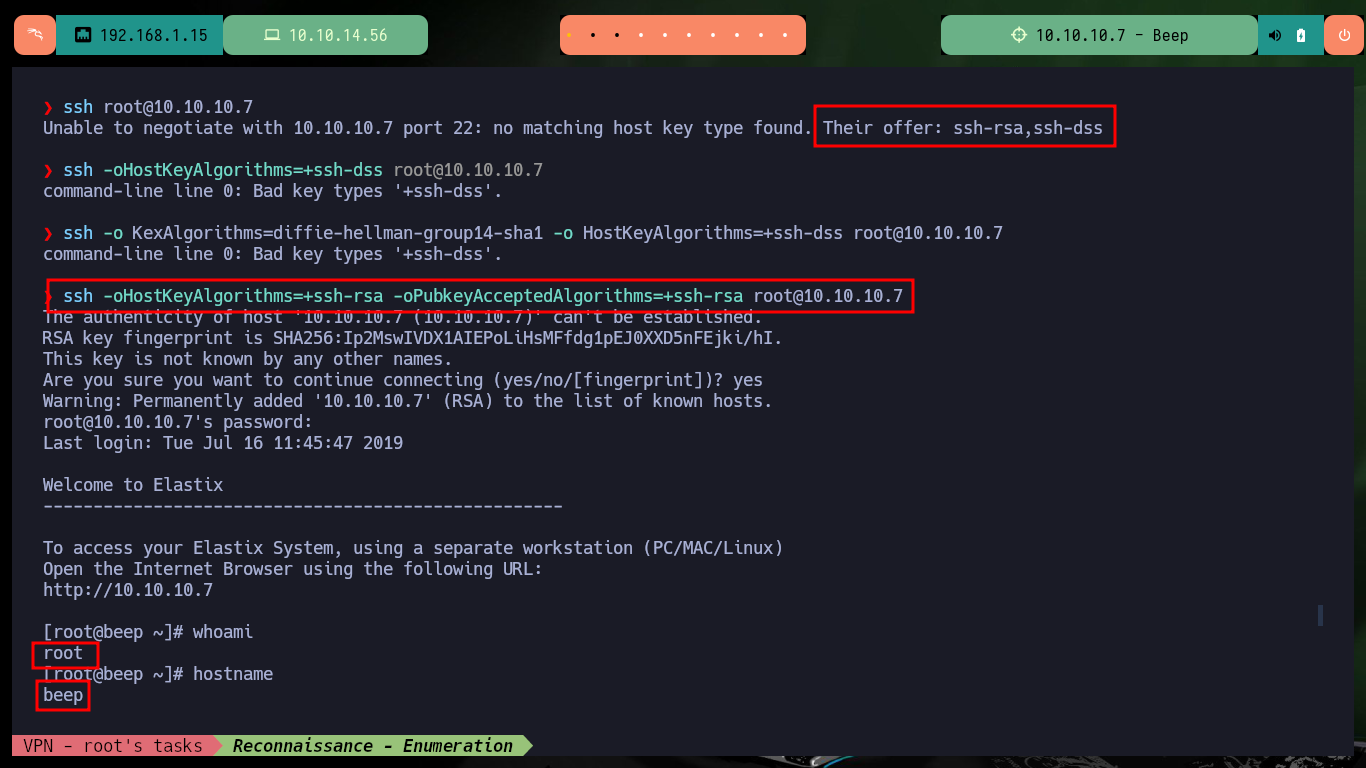 192.168.1.15 10.10.14.56 10.10.10.7 - Beep
❯ ssh root@10.10.10.7
Unable to negotiate with 10.10.10.7 port 22: no matching host key type found. Their offer: ssh-rsa,ssh-dss
❯ ssh -oHostKeyAlgorithms=+ssh-dss root@10.10.10.7
command-line line 0: Bad key types '+ssh-dss'.
❯ ssh -o KexAlgorithms=diffie-hellman-group14-sha1 -o HostKeyAlgorithms=+ssh-dss root@10.10.10.7
command-line line 0: Bad key types '+ssh-dss'.
❯ ssh -oHostKeyAlgorithms=+ssh-rsa -oPubkeyAcceptedAlgorithms=+ssh-rsa root@10.10.10.7
The authenticity of host '10.10.10.7 (10.10.10.7)' can't be established.
RSA key fingerprint is SHA256:Ip2MswIVDX1AIEPoLiHsMFfdg1pEJ0XXD5nFEjki/hI.
This key is not known by any other names.
Are you sure you want to continue connecting (yes/no/[fingerprint])? yes
Warning: Permanently added '10.10.10.7' (RSA) to the list of known hosts.
root@10.10.10.7's password:
Last login: Tue Jul 16 11:45:47 2019
Welcome to Elastix
----------------------------------------------------
To access your Elastix System, using a separate workstation (PC/MAC/Linux)
Open the Internet Browser using the following URL:
http://10.10.10.7
[root@beep ~]# whoami
root
[root@beep ~]# hostname
beep
VPN - root's tasks Reconnaissance - Enumeration